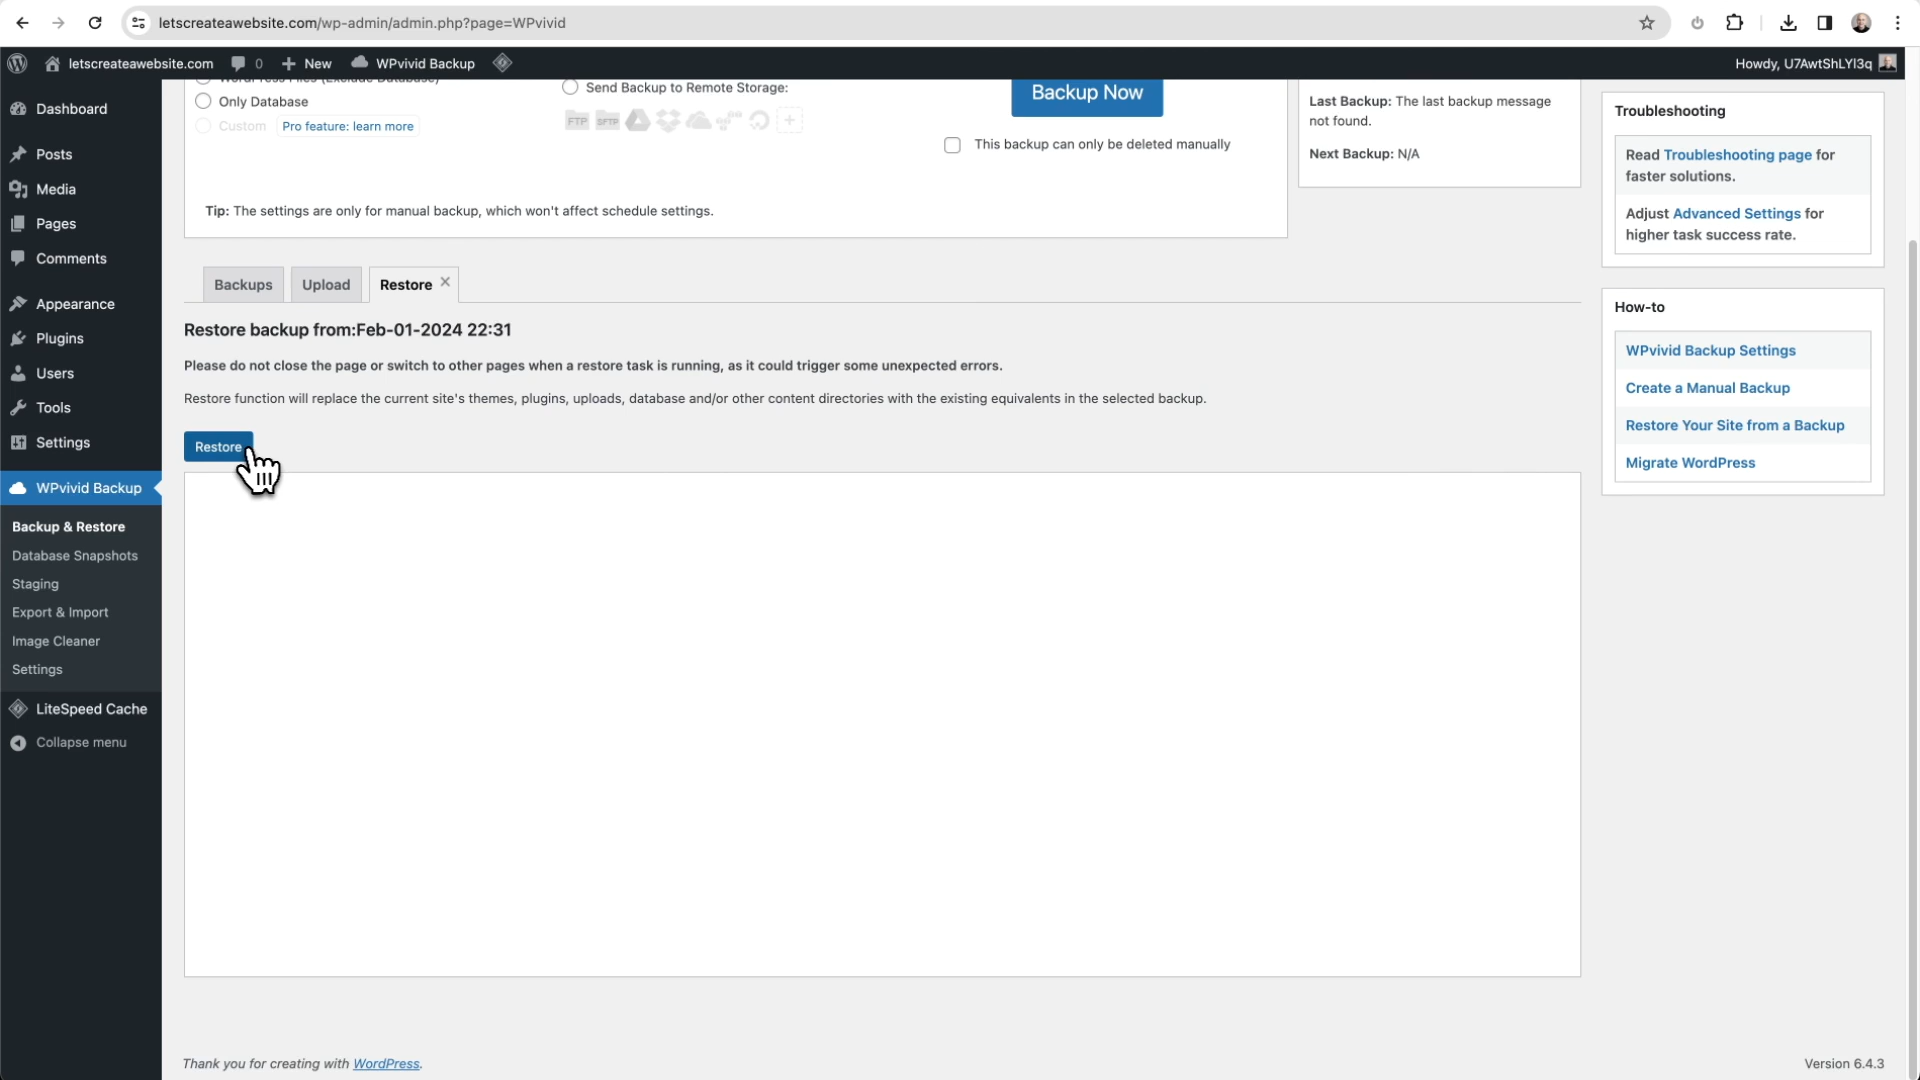 letscreateawebsite.com/wp-admin/admin.php?page=WPvivid
letscreateawebsite.com
0
New
WPvivid Backup
Howdy, U7AwtShLYl3q
Dashboard
Posts
Media
Pages
Comments
Appearance
Plugins
Users
Tools
Settings
WPvivid Backup
Backup & Restore
Database Snapshots
Staging
Export & Import
Image Cleaner
Settings
LiteSpeed Cache
Collapse menu
WordPress Files (Exclude Database)
Only Database
Custom
Pro feature: learn more
Send Backup to Remote Storage:
FTP
SFTP
Backup Now
This backup can only be deleted manually
Tip: The settings are only for manual backup, which won't affect schedule settings.
Last Backup: The last backup message
not found.
Next Backup: N/A
Troubleshooting
Read Troubleshooting page for
faster solutions.
Adjust Advanced Settings for
higher task success rate.
How-to
WPvivid Backup Settings
Create a Manual Backup
Restore Your Site from a Backup
Migrate WordPress
Backups
Upload
Restore
Restore backup from:Feb-01-2024 22:31
Please do not close the page or switch to other pages when a restore task is running, as it could trigger some unexpected errors.
Restore function will replace the current site's themes, plugins, uploads, database and/or other content directories with the existing equivalents in the selected backup.
Restore
Thank you for creating with WordPress.
Version 6.4.3